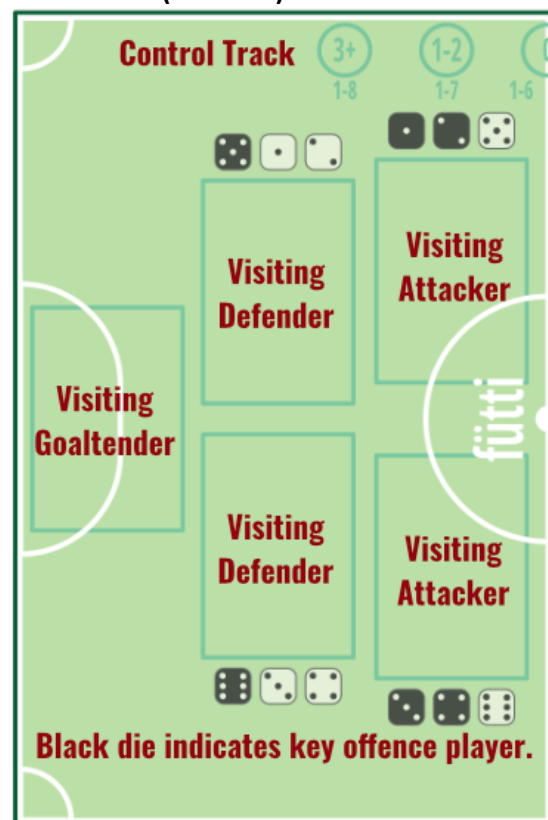 Control Track
3+
1-2
1-8
1-7
1-6
Visiting
Defender
Visiting
Attacker
Visiting
Goaltender
fütti
Visiting
Defender
Visiting
Attacker
Black die indicates key offence player.